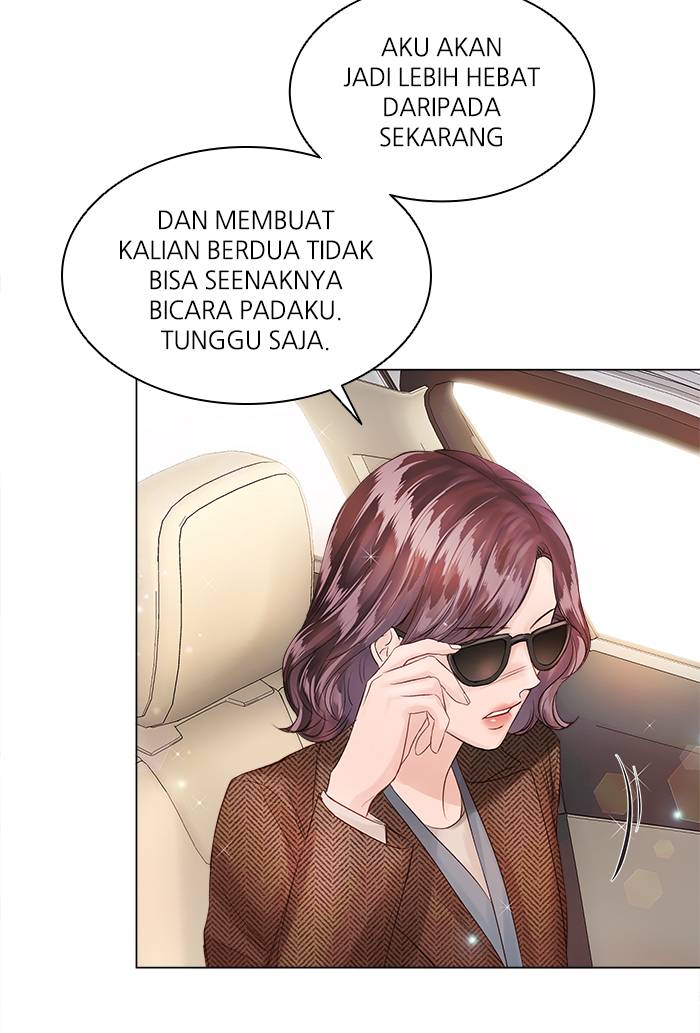 AKU AKAN
JADI LEBIH HEBAT
DARIPADA
SEKARANG
DAN MEMBUAT
KALIAN BERDUA TIDAK
BISA SEENAKNYA
BICARA PADAKU.
TUNGGU SAJA.